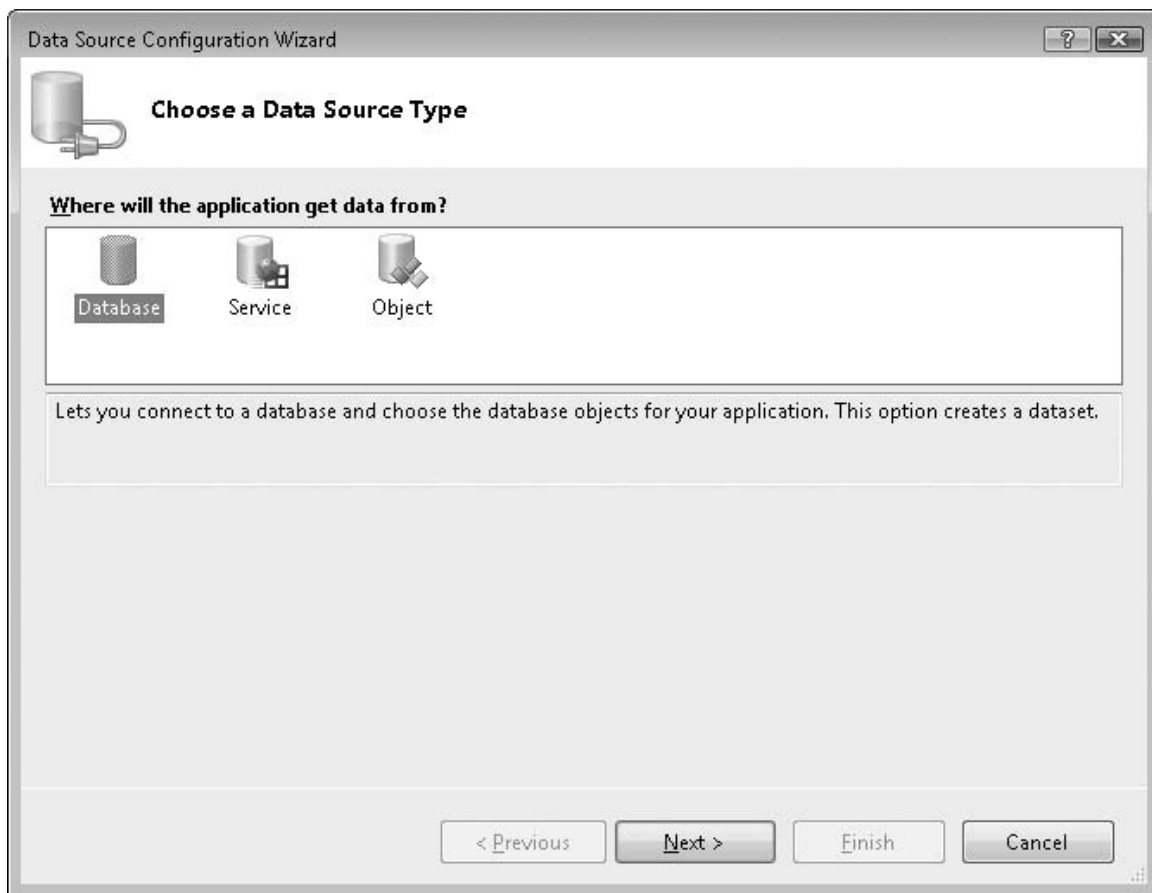 Data Source Configuration Wizard
Choose a Data Source Type
Where will the application get data from?
Database Service Object
Lets you connect to a database and choose the database objects for your application. This option creates a dataset.
< Previous Next > Finish Cancel